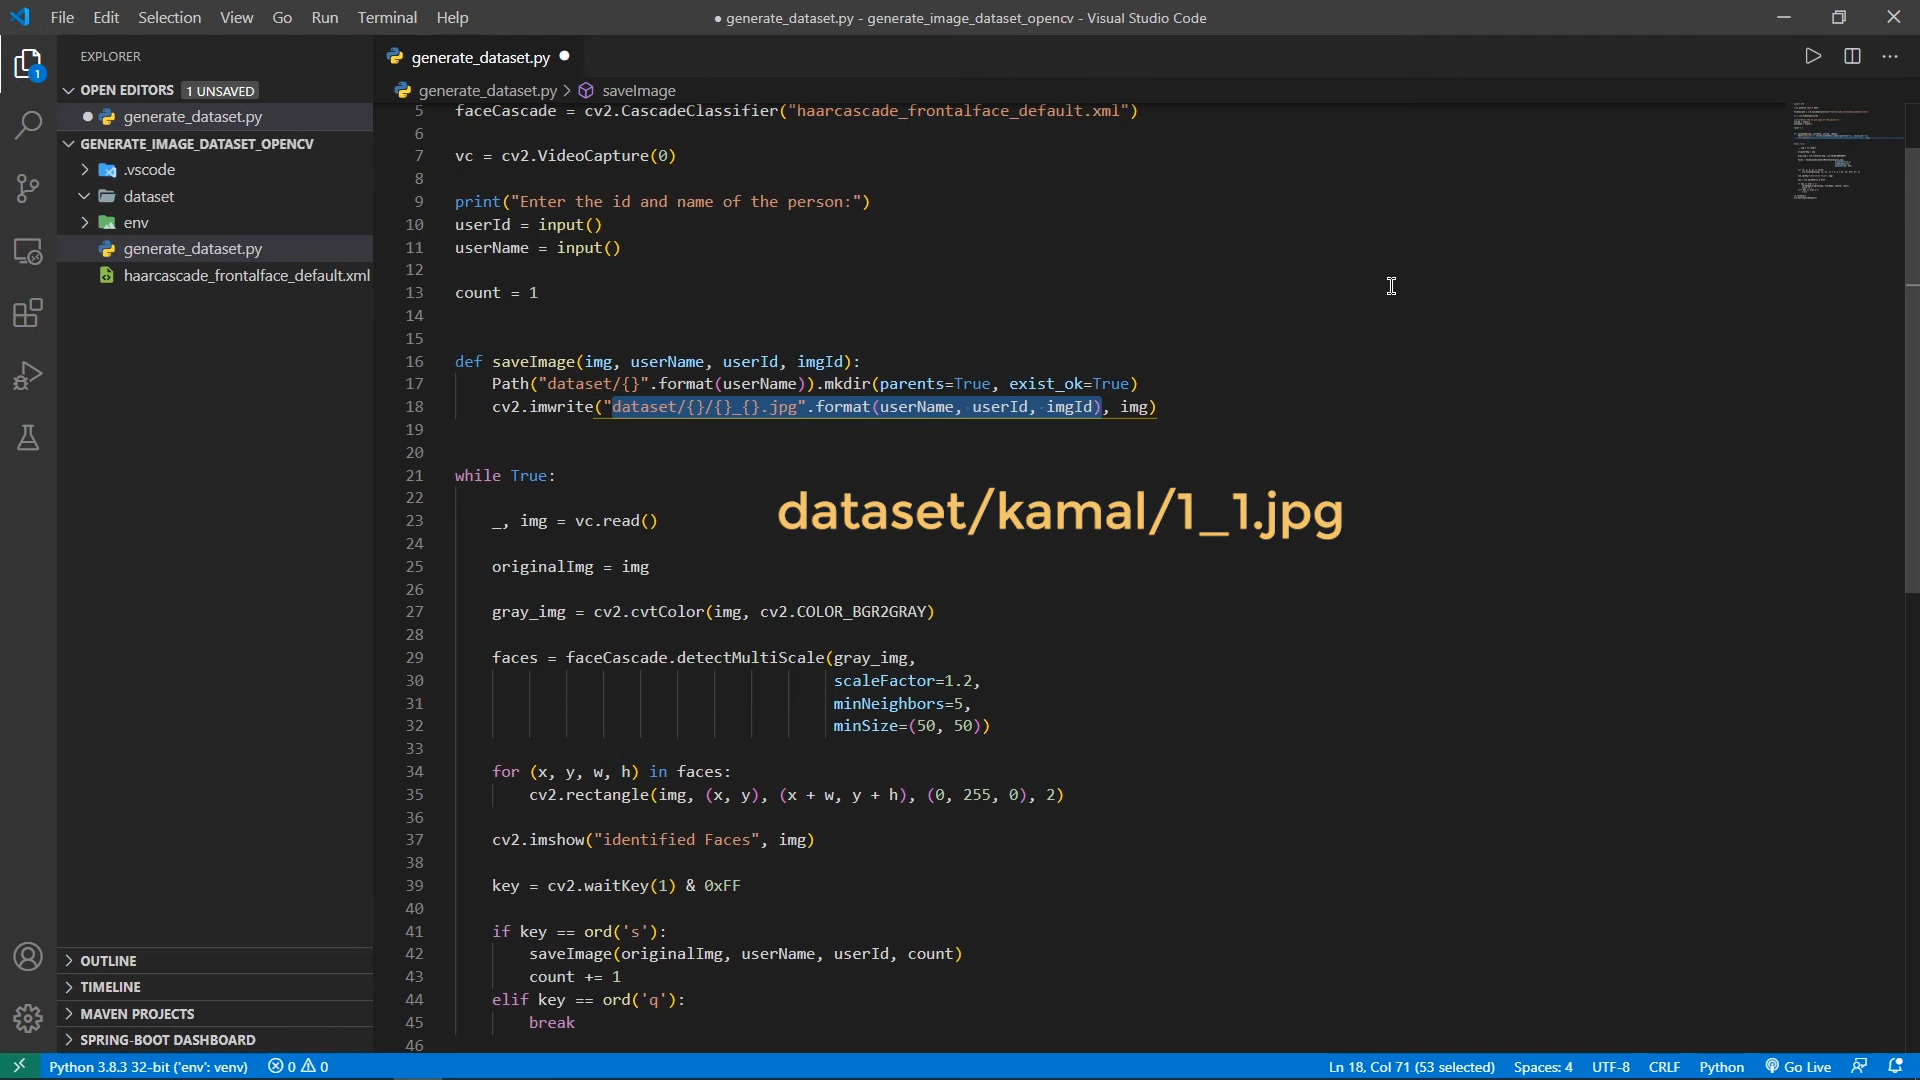 File Edit Selection View Go Run Terminal Help
● generate_dataset.py - generate_image_dataset_opencv - Visual Studio Code
EXPLORER
OPEN EDITORS 1 UNSAVED
generate_dataset.py
GENERATE_IMAGE_DATASET_OPENCV
.vscode
dataset
env
generate_dataset.py
haarcascade_frontalface_default.xml
OUTLINE
TIMELINE
MAVEN PROJECTS
SPRING-BOOT DASHBOARD
1
generate_dataset.py
generate_dataset.py > saveImage
5 faceCascade = cv2.CascadeClassifier("haarcascade_frontalface_default.xml")
6
7 vc = cv2.VideoCapture(0)
8
9 print("Enter the id and name of the person:")
10 userId = input()
11 userName = input()
12
13 count = 1
14
15
16 def saveImage(img, userName, userId, imgId):
17 Path("dataset/{}".format(userName)).mkdir(parents=True, exist_ok=True)
18 cv2.imwrite("dataset/{}/{}_{}.jpg".format(userName, userId, imgId), img)
19
20
21 while True:
22
23 _, img = vc.read()
dataset/kamal/1_1.jpg
24
25 originalImg = img
26
27 gray_img = cv2.cvtColor(img, cv2.COLOR_BGR2GRAY)
28
29 faces = faceCascade.detectMultiScale(gray_img,
30 scaleFactor=1.2,
31 minNeighbors=5,
32 minSize=(50, 50))
33
34 for (x, y, w, h) in faces:
35 cv2.rectangle(img, (x, y), (x + w, y + h), (0, 255, 0), 2)
36
37 cv2.imshow("identified Faces", img)
38
39 key = cv2.waitKey(1) & 0xFF
40
41 if key == ord('s'):
42 saveImage(originalImg, userName, userId, count)
43 count += 1
44 elif key == ord('q'):
45 break
46
Python 3.8.3 32-bit ('env': venv) 0 0 Ln 18, Col 71 (53 selected) Spaces: 4 UTF-8 CRLF Python Go Live